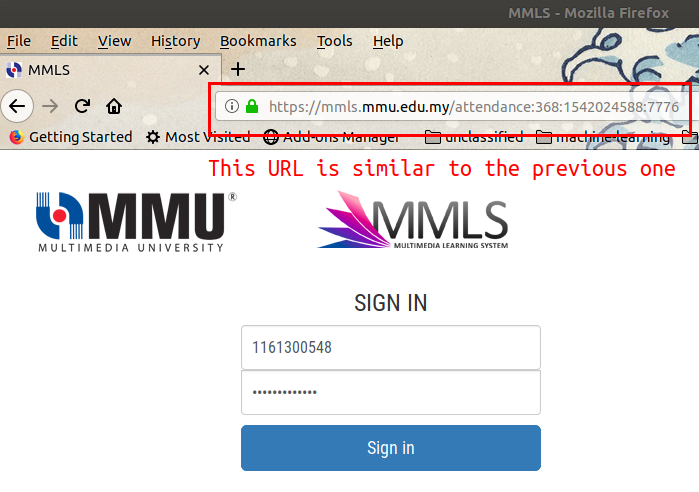 MMLS - Mozilla Firefox
File Edit View History Bookmarks Tools Help
MMLS
https://mmls.mmu.edu.my/attendance:368:1542024588:7776
Getting Started Most Visited Add-ons Manager unclassified machine-learning
This URL is similar to the previous one
MMU®
MULTIMEDIA UNIVERSITY
MMLS
MULTIMEDIA LEARNING SYSTEM
SIGN IN
1161300548
•••••••••••••
Sign in